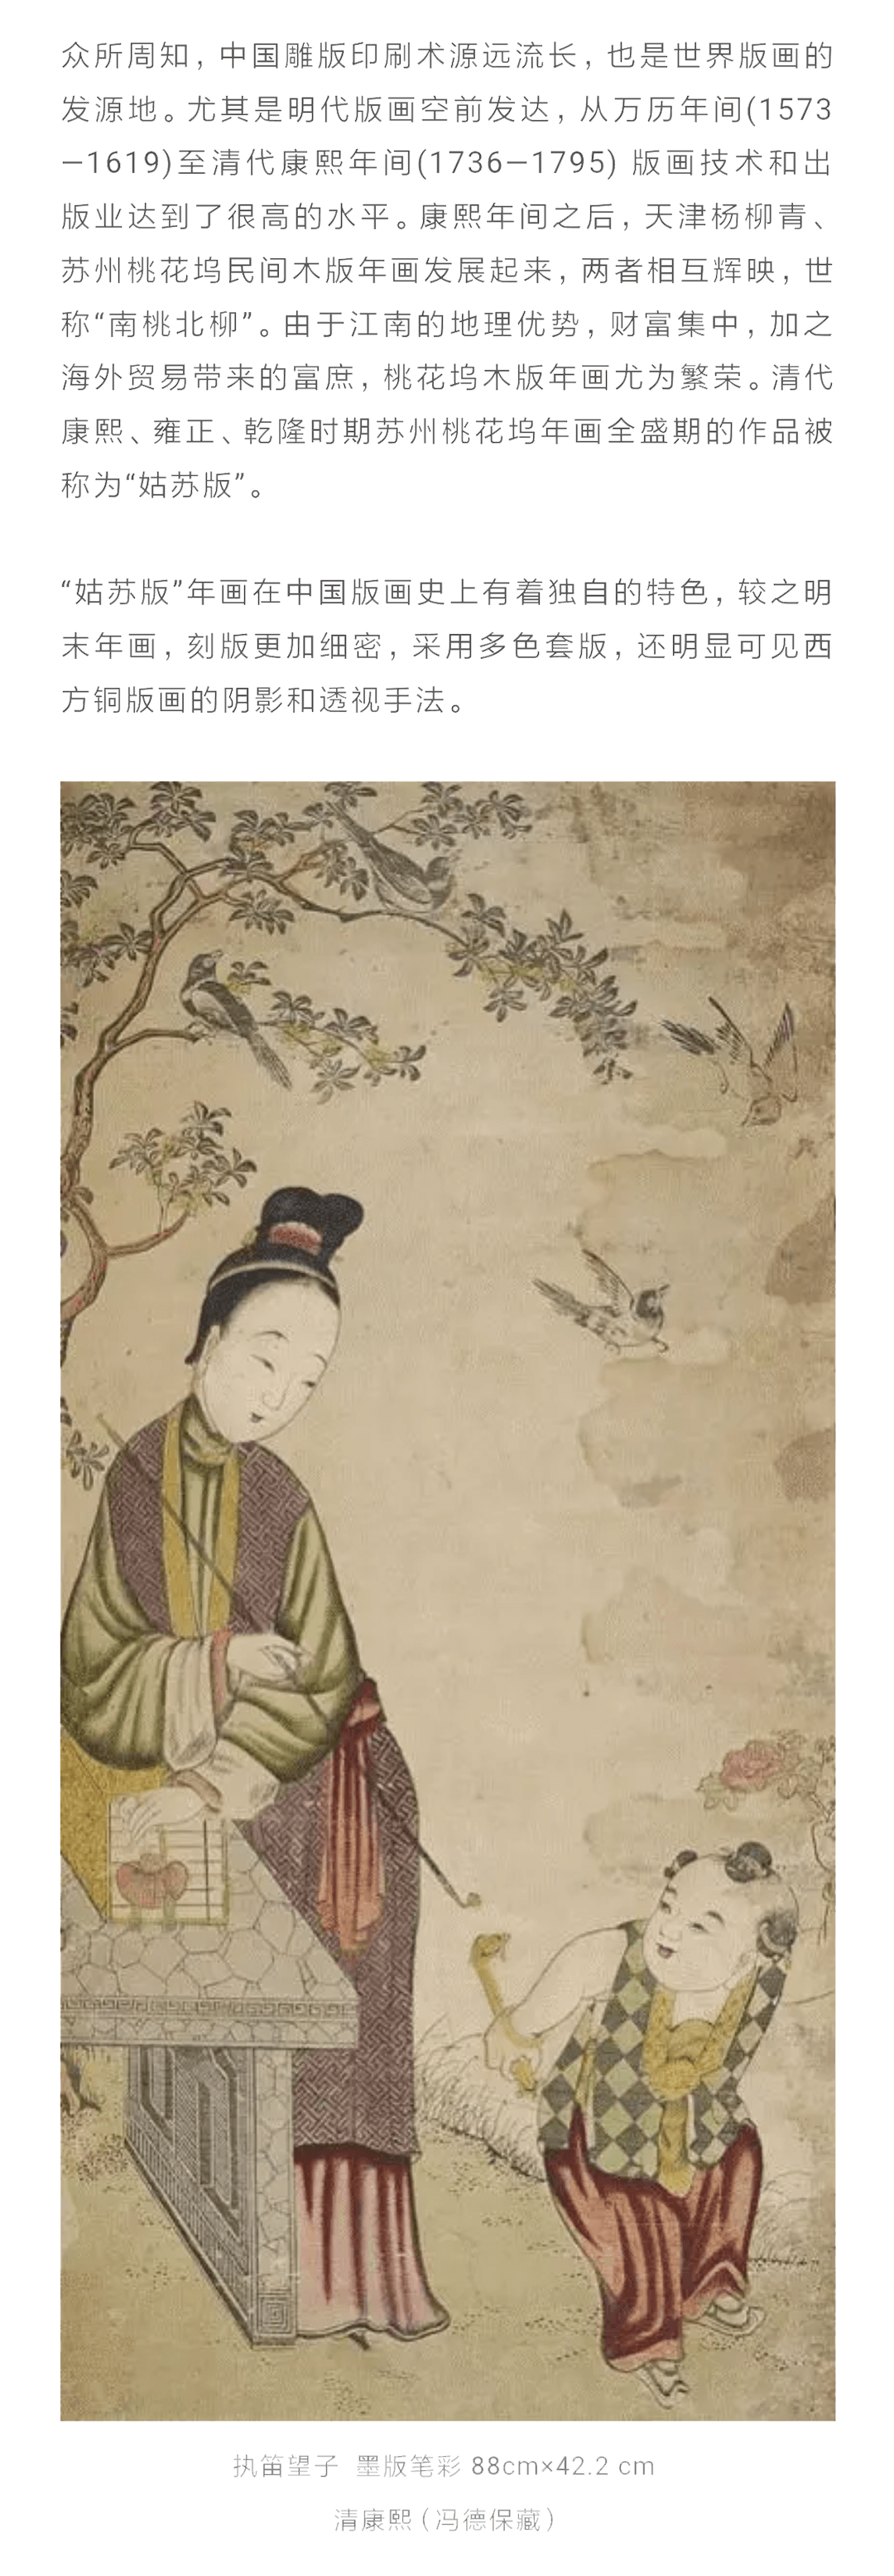 众所周知，中国雕版印刷术源远流长，也是世界版画的
发源地。尤其是明代版画空前发达，从万历年间(1573
—1619)至清代康熙年间(1736—1795) 版画技术和出
版业达到了很高的水平。康熙年间之后，天津杨柳青、
苏州桃花坞民间木版年画发展起来，两者相互辉映，世
称“南桃北柳”。由于江南的地理优势，财富集中，加之
海外贸易带来的富庶，桃花坞木版年画尤为繁荣。清代
康熙、雍正、乾隆时期苏州桃花坞年画全盛期的作品被
称为“姑苏版”。
“姑苏版”年画在中国版画史上有着独自的特色，较之明
末年画，刻版更加细密，采用多色套版，还明显可见西
方铜版画的阴影和透视手法。
执笛望子 墨版笔彩 88cm×42.2 cm
清康熙（冯德保藏）